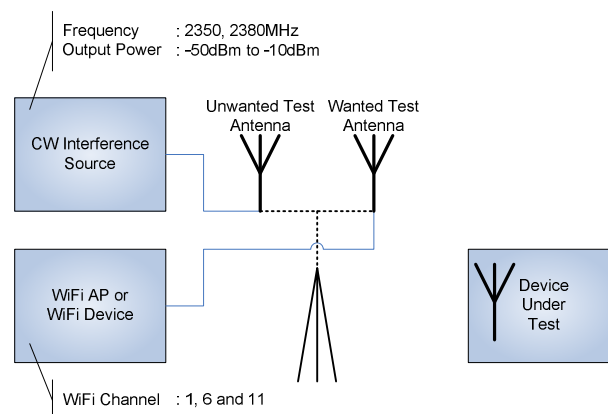 Frequency : 2350, 2380MHz
Output Power : -50dBm to -10dBm
Unwanted Test
Antenna
Wanted Test
Antenna
CW Interference
Source
WiFi AP or
WiFi Device
Device
Under
Test
WiFi Channel : 1, 6 and 11